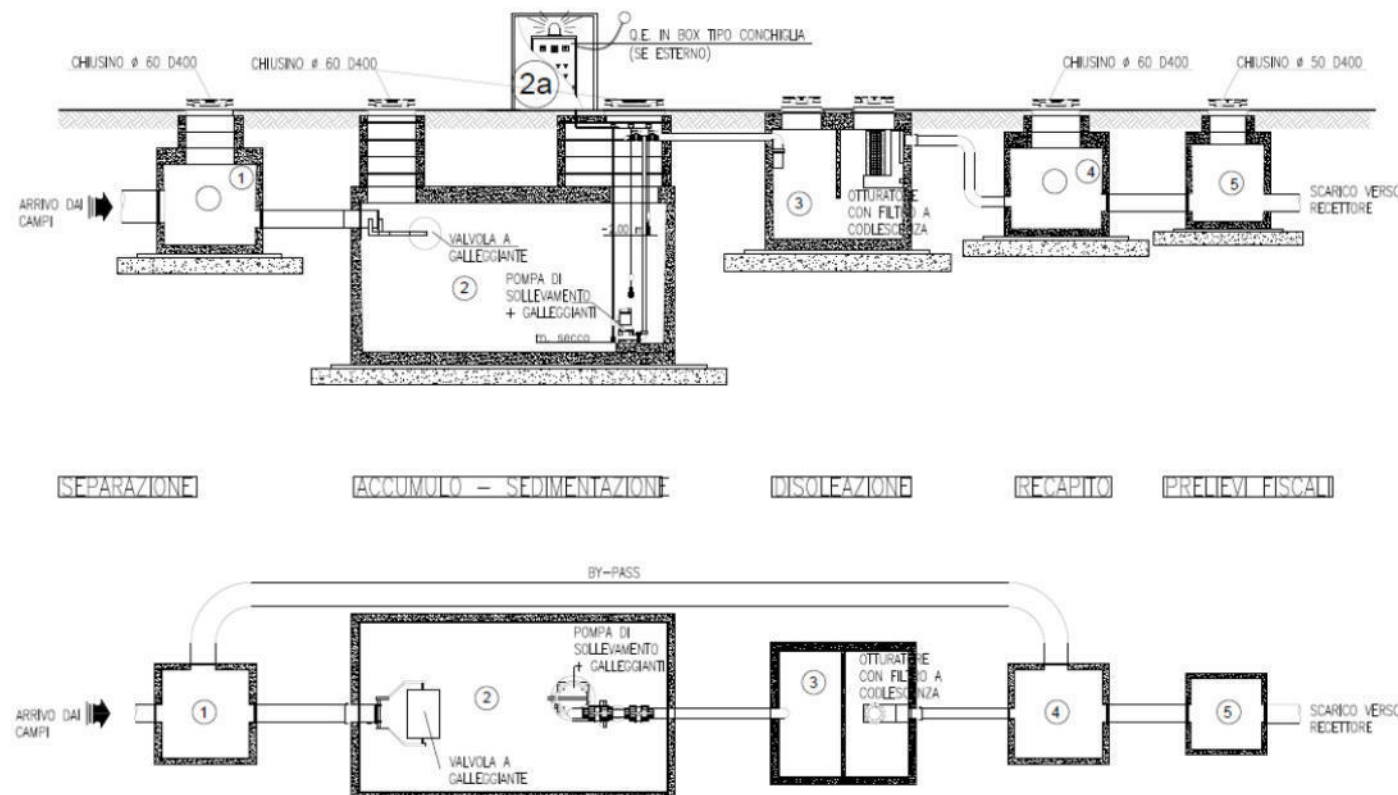 Q.E. IN BOX TIPO CONCHIGLIA
(SE ESTERNO)
CHIUSINO ø 60 D400
CHIUSINO ø 60 D400
2a
CHIUSINO ø 60 D400
CHIUSINO ø 50 D400
1
4
5
3
ARRIVO DAI
CAMPI
OTTURATORE
CON FILTRO A
CODLESCENZA
SCARICO VERSO
RECETTORE
VALVOLA A
GALLEGGIANTE
2
POMPA DI
SOLLEVAMENTO
+ GALLEGGIANTI
m. secco
SEPARAZIONE
ACCUMULO – SEDIMENTAZIONE
DISOLEAZIONE
RECAPITO
PRELIEVI FISCALI
BY–PASS
POMPA DI
SOLLEVAMENTO
+ GALLEGGIANTI
OTTURATORE
CON FILTRO A
CODLESCENZA
1
2
3
4
5
ARRIVO DAI
CAMPI
SCARICO VERSO
RECETTORE
VALVOLA A
GALLEGGIANTE